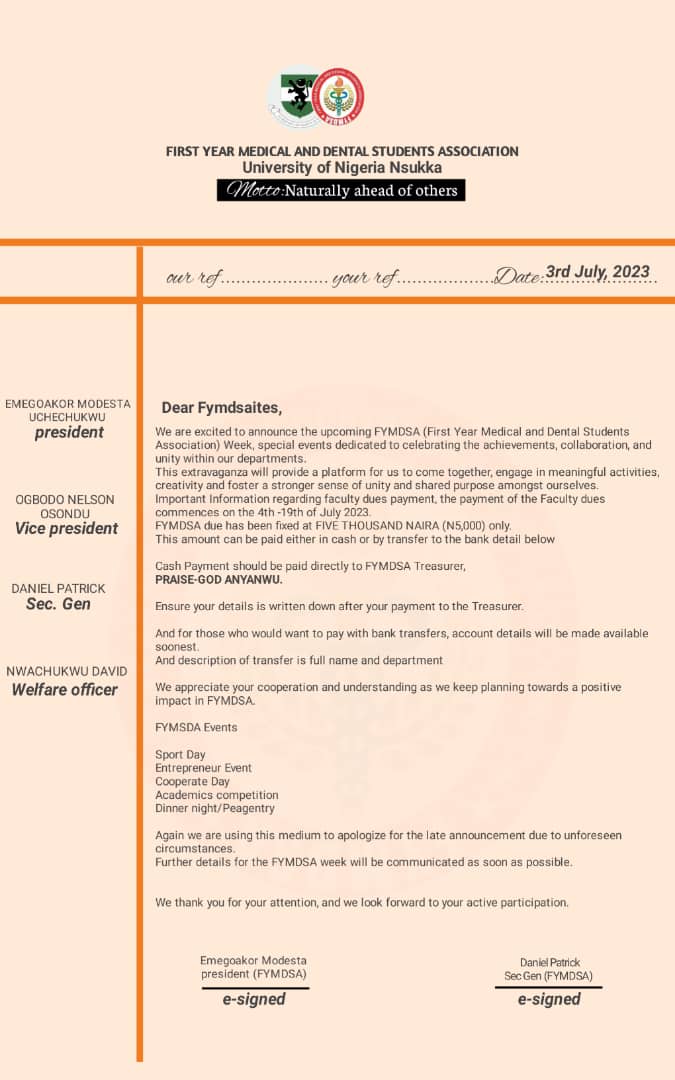 FIRST YEAR MEDICAL AND DENTAL STUDENTS ASSOCIATION
University of Nigeria Nsukka
Motto:Naturally ahead of others
our ref..................... your ref...................Date:3rd July, 2023
EMEGOAKOR MODESTA
UCHECHUKWU
president
OGBODO NELSON
OSONDU
Vice president
DANIEL PATRICK
Sec. Gen
NWACHUKWU DAVID
Welfare officer
Dear Fymdsaites,
We are excited to announce the upcoming FYMDSA (First Year Medical and Dental Students
Association) Week, special events dedicated to celebrating the achievements, collaboration, and
unity within our departments.
This extravaganza will provide a platform for us to come together, engage in meaningful activities,
creativity and foster a stronger sense of unity and shared purpose amongst ourselves.
Important Information regarding faculty dues payment, the payment of the Faculty dues
commences on the 4th -19th of July 2023.
FYMDSA due has been fixed at FIVE THOUSAND NAIRA (N5,000) only.
This amount can be paid either in cash or by transfer to the bank detail below
Cash Payment should be paid directly to FYMDSA Treasurer,
PRAISE-GOD ANYANWU.
Ensure your details is written down after your payment to the Treasurer.
And for those who would want to pay with bank transfers, account details will be made available
soonest.
And description of transfer is full name and department
We appreciate your cooperation and understanding as we keep planning towards a positive
impact in FYMDSA.
FYMSDA Events
Sport Day
Entrepreneur Event
Cooperate Day
Academics competition
Dinner night/Peagentry
Again we are using this medium to apologize for the late announcement due to unforeseen
circumstances.
Further details for the FYMDSA week will be communicated as soon as possible.
We thank you for your attention, and we look forward to your active participation.
Emegoakor Modesta
president (FYMDSA)
e-signed
Daniel Patrick
Sec Gen (FYMDSA)
e-signed